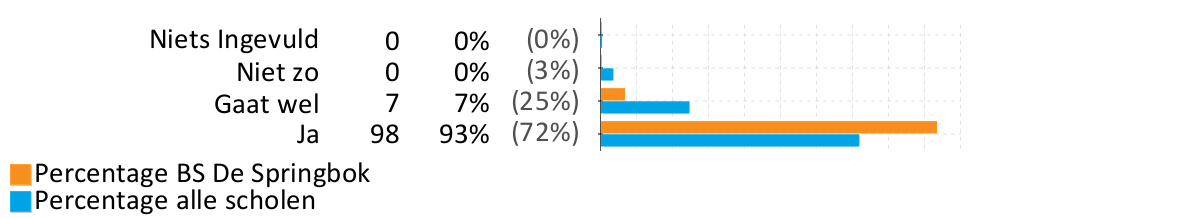 Niets Ingevuld 0 0% (0%)
Niet zo 0 0% (3%)
Gaat wel 7 7% (25%)
Ja 98 93% (72%)
Percentage BS De Springbok
Percentage alle scholen